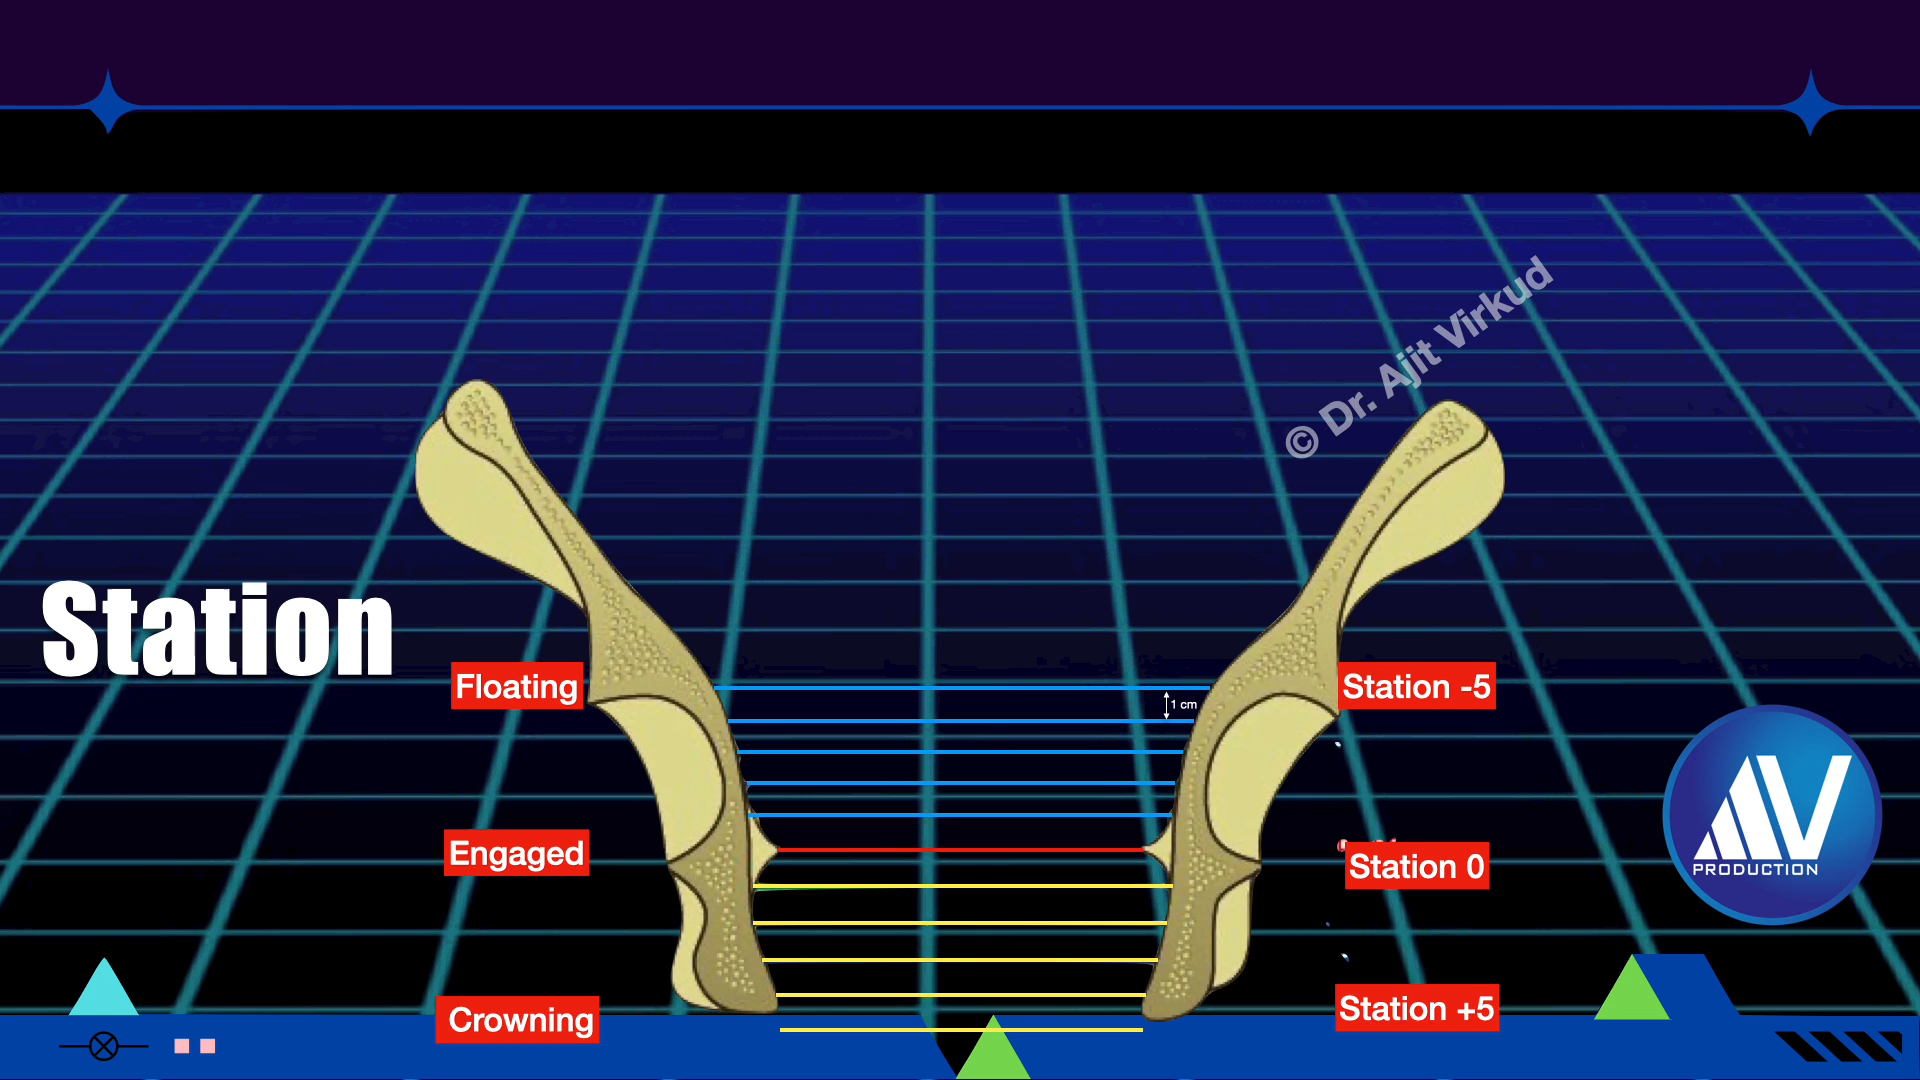 © Dr. Ajit Virkud
Station
Floating
Station -5
1 cm
Engaged
Station 0
Crowning
Station +5
AV
PRODUCTION